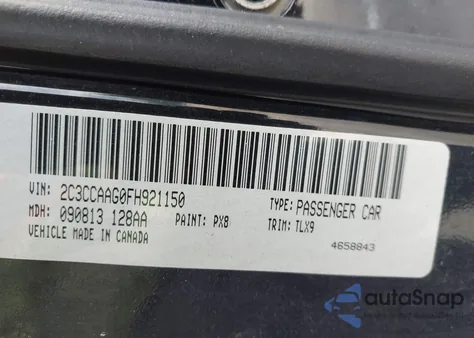 VIN: 2C3CCAAG0FH921150
TYPE: PASSENGER CAR
MDH: 090813 128AA PAINT: PX8 TRIM: TLX9
VEHICLE MADE IN CANADA
4658843
autoSnap